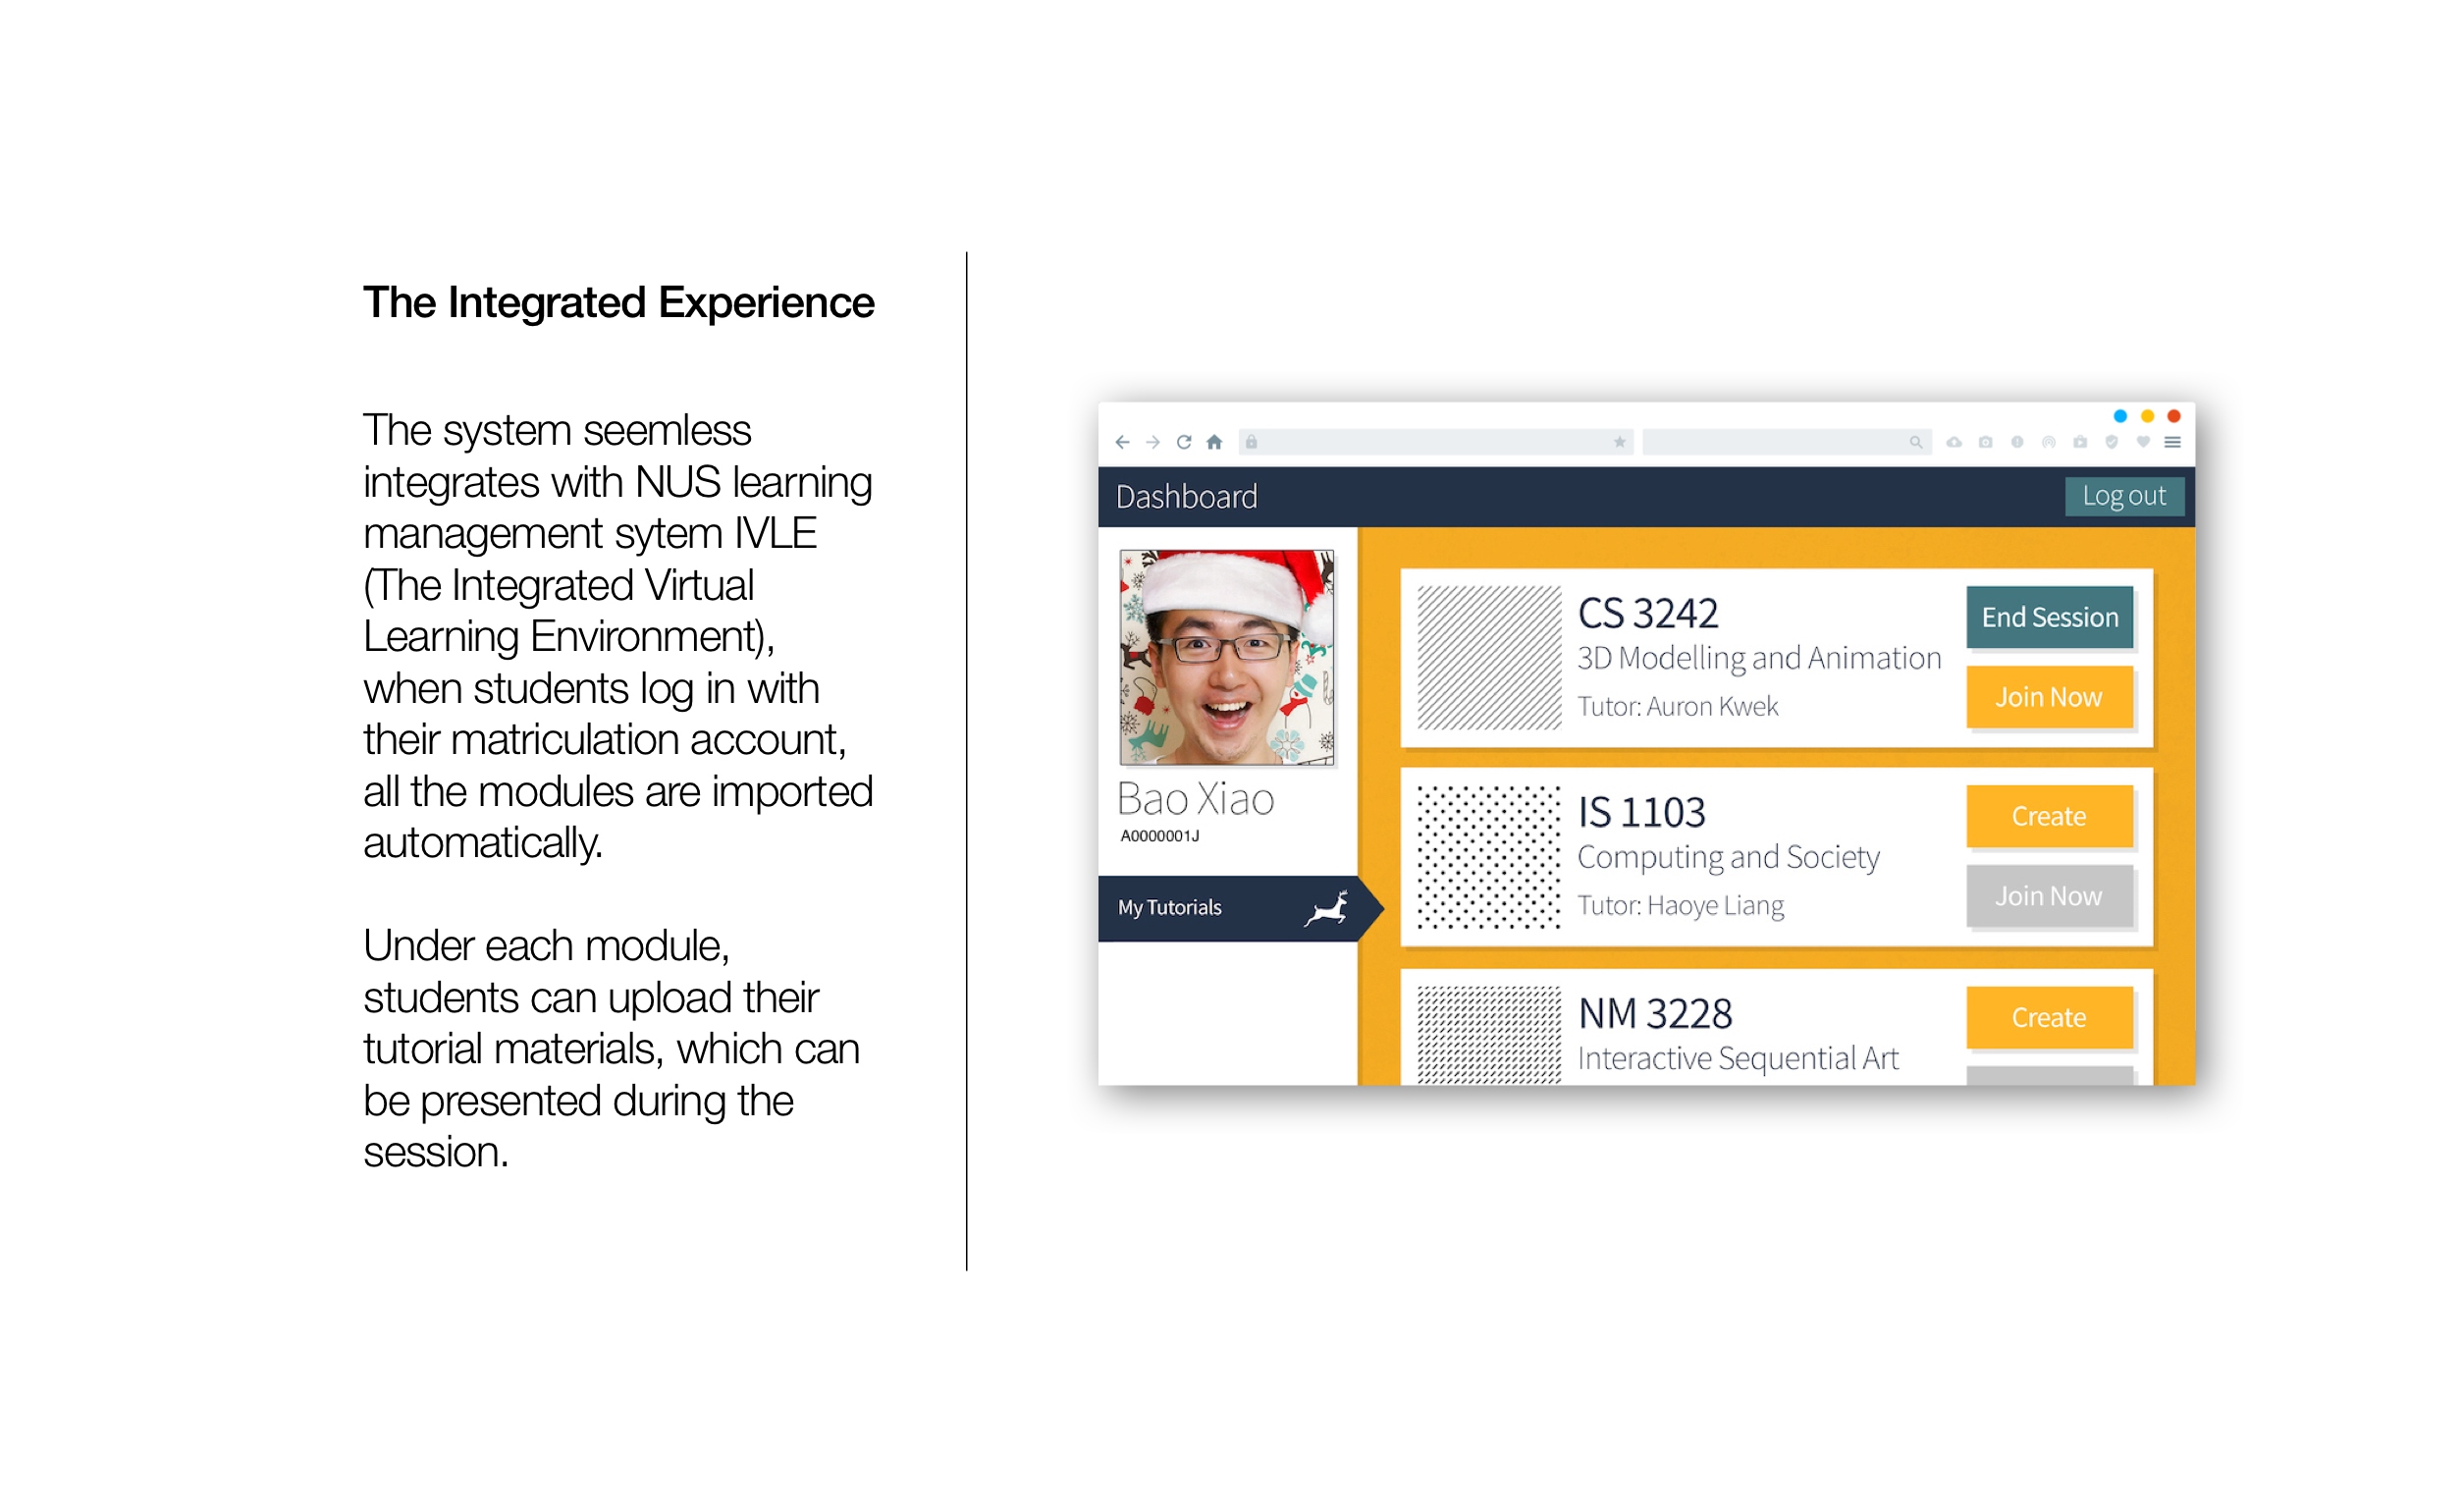 The Integrated Experience
The system seemless
integrates with NUS learning
management sytem IVLE
(The Integrated Virtual
Learning Environment),
when students log in with
their matriculation account,
all the modules are imported
automatically.
Under each module,
students can upload their
tutorial materials, which can
be presented during the
session.
Dashboard
Log out
Bao Xiao
A0000001J
My Tutorials
CS 3242
3D Modelling and Animation
Tutor: Auron Kwek
End Session
Join Now
IS 1103
Computing and Society
Tutor: Haoye Liang
Create
Join Now
NM 3228
Interactive Sequential Art
Create